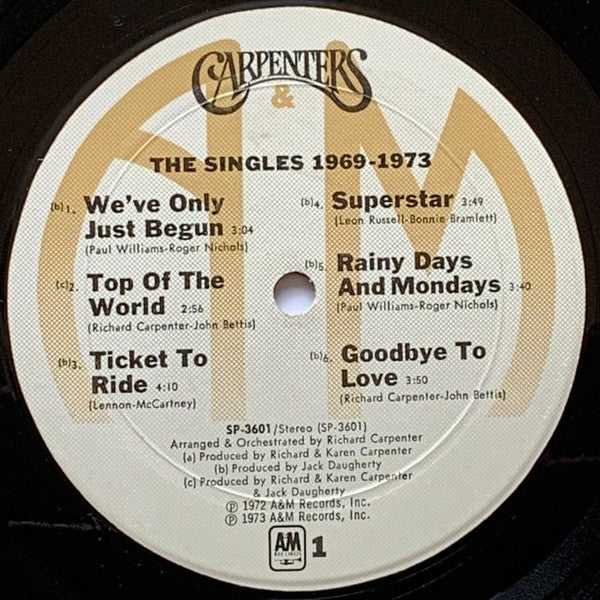 CARPENTERS
&
THE SINGLES 1969-1973
(b)1. We've Only
Just Begun 3:04
(Paul Williams-Roger Nichols)
(c)2. Top Of The
World 2:56
(Richard Carpenter-John Bettis)
(b)3. Ticket To
Ride 4:10
(Lennon-McCartney)
(b)4. Superstar 3:49
(Leon Russell-Bonnie Bramlett)
(b)5. Rainy Days
And Mondays 3:40
(Paul Williams-Roger Nichols)
(b)6. Goodbye To
Love 3:50
(Richard Carpenter-John Bettis)
SP-3601/Stereo (SP-3601)
Arranged & Orchestrated by Richard Carpenter
(a) Produced by Richard & Karen Carpenter
(b) Produced by Jack Daugherty
(c) Produced by Richard & Karen Carpenter
& Jack Daugherty
℗ 1972 A&M Records, Inc.
℗ 1973 A&M Records, Inc.
AM
RECORDS
1